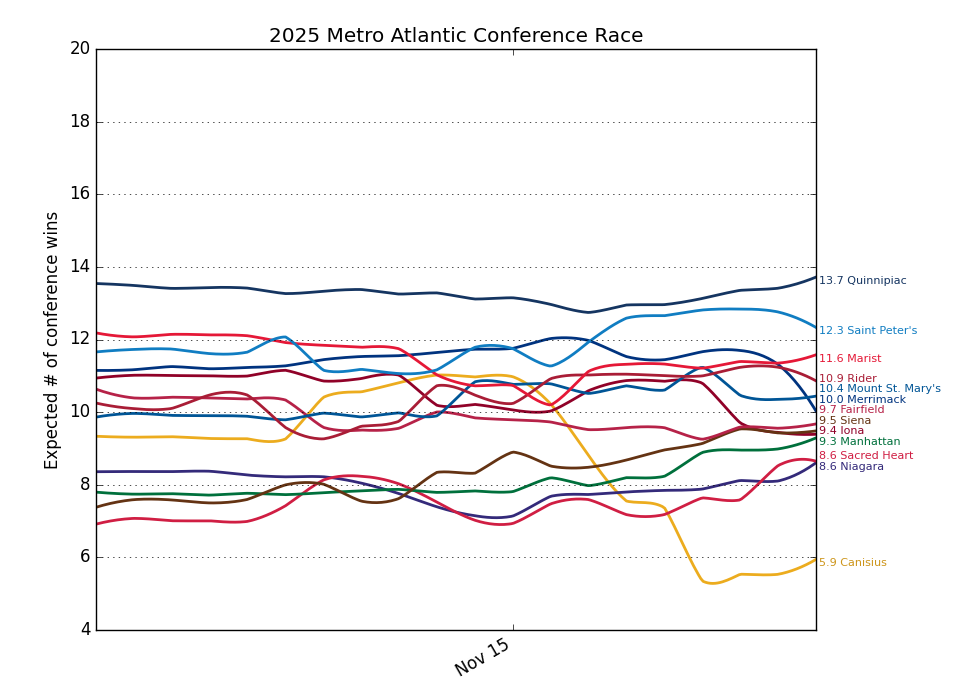 2025 Metro Atlantic Conference Race
Expected # of conference wins
20
18
16
14
12
10
8
6
4
Nov 15
13.7 Quinnipiac
12.3 Saint Peter's
11.6 Marist
10.9 Rider
10.4 Mount St. Mary's
10.0 Merrimack
9.7 Fairfield
9.5 Siena
9.4 Iona
9.3 Manhattan
8.6 Sacred Heart
8.6 Niagara
5.9 Canisius